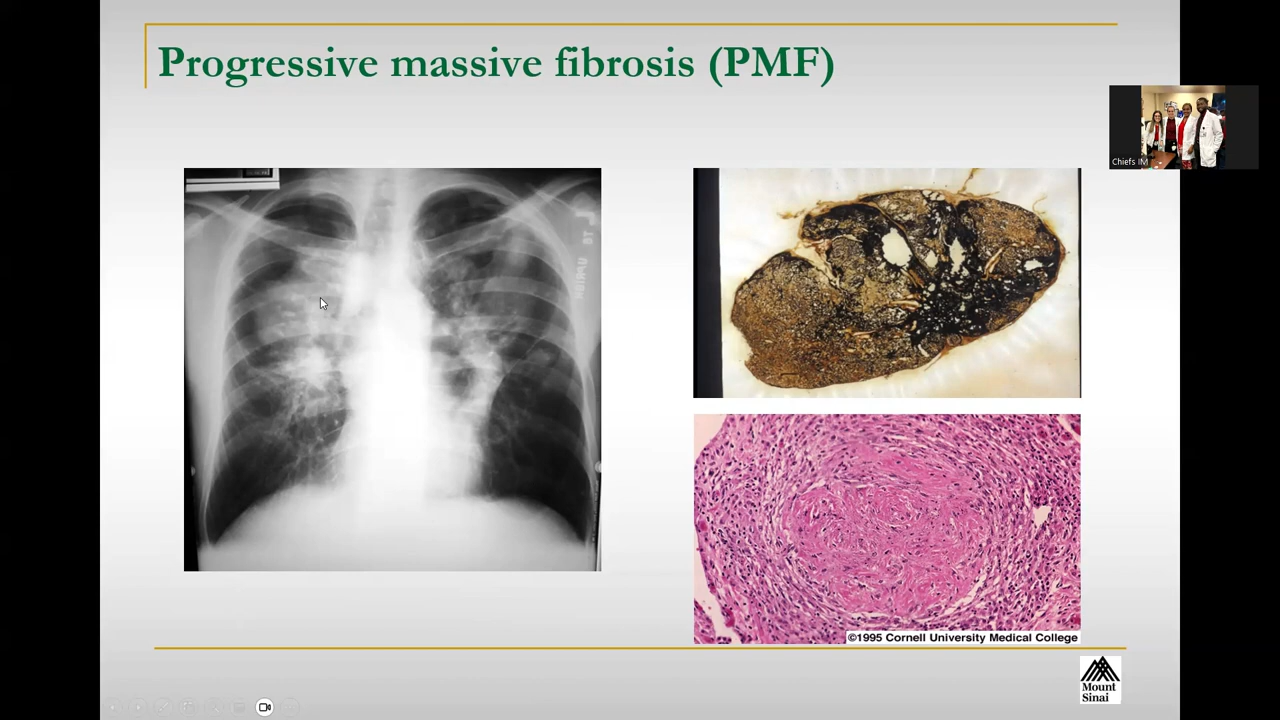 Progressive massive fibrosis (PMF)
Chiefs IM
©1995 Cornell University Medical College
Mount
Sinai